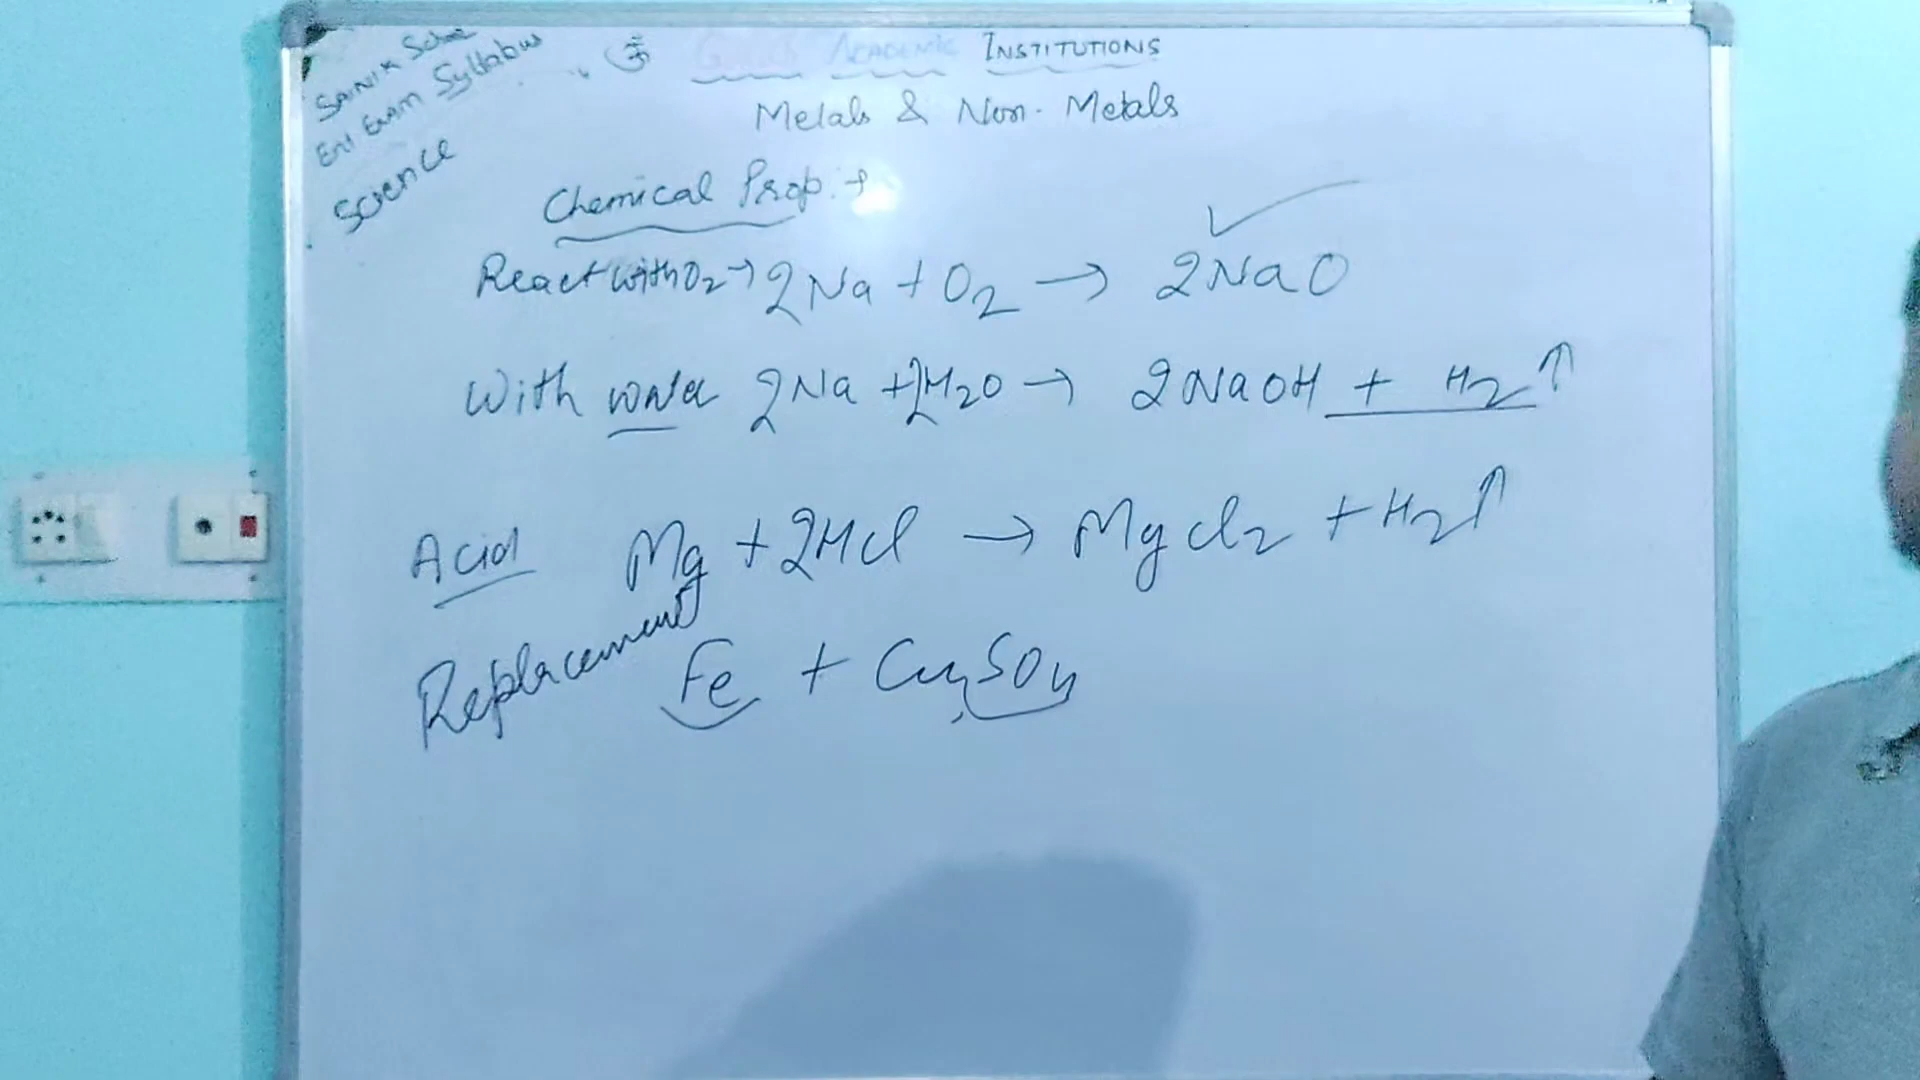 SAINIK
Ent Exam Syllabus
Science
ॐ ACADEMIC INSTITUTIONS
Metals & Non-Metals
Chemical Prop. →
React with O2 → 2Na + O2 → 2NaO
With water 2Na + 2H2O → 2NaOH + H2↑
Acid Mg + 2HCl → MgCl2 + H2↑
Replacement Fe + CuSO4